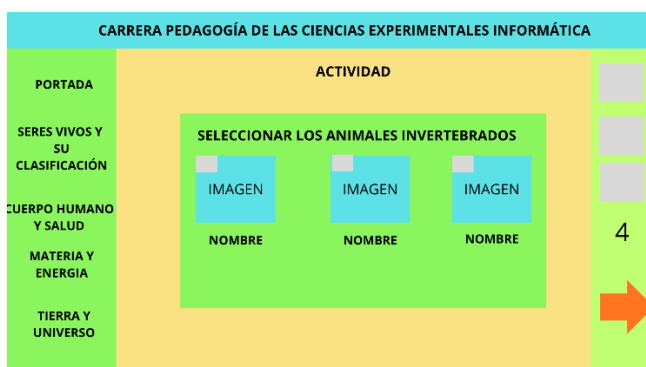 CARRERA PEDAGOGÍA DE LAS CIENCIAS EXPERIMENTALES INFORMÁTICA
PORTADA
SERES VIVOS Y
SU
CLASIFICACIÓN
CUERPO HUMANO
Y SALUD
MATERIA Y
ENERGIA
TIERRA Y
UNIVERSO
ACTIVIDAD
SELECCIONAR LOS ANIMALES INVERTEBRADOS
IMAGEN
IMAGEN
IMAGEN
NOMBRE
NOMBRE
NOMBRE
4